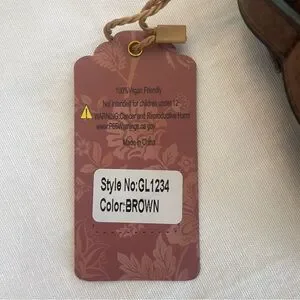 100% Vegan Friendly
Not intended for children under 12
WARNING:Cancer and Reproductive Harm
www.P65Warnings.ca.gov
Made in China
Style No:GL1234
Color:BROWN